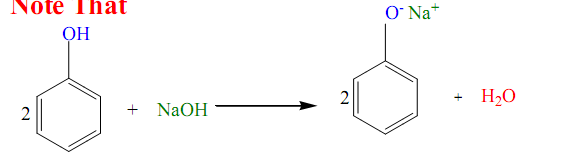 Note That
OH
O⁻ Na⁺
2
+ NaOH
2
+ H₂O